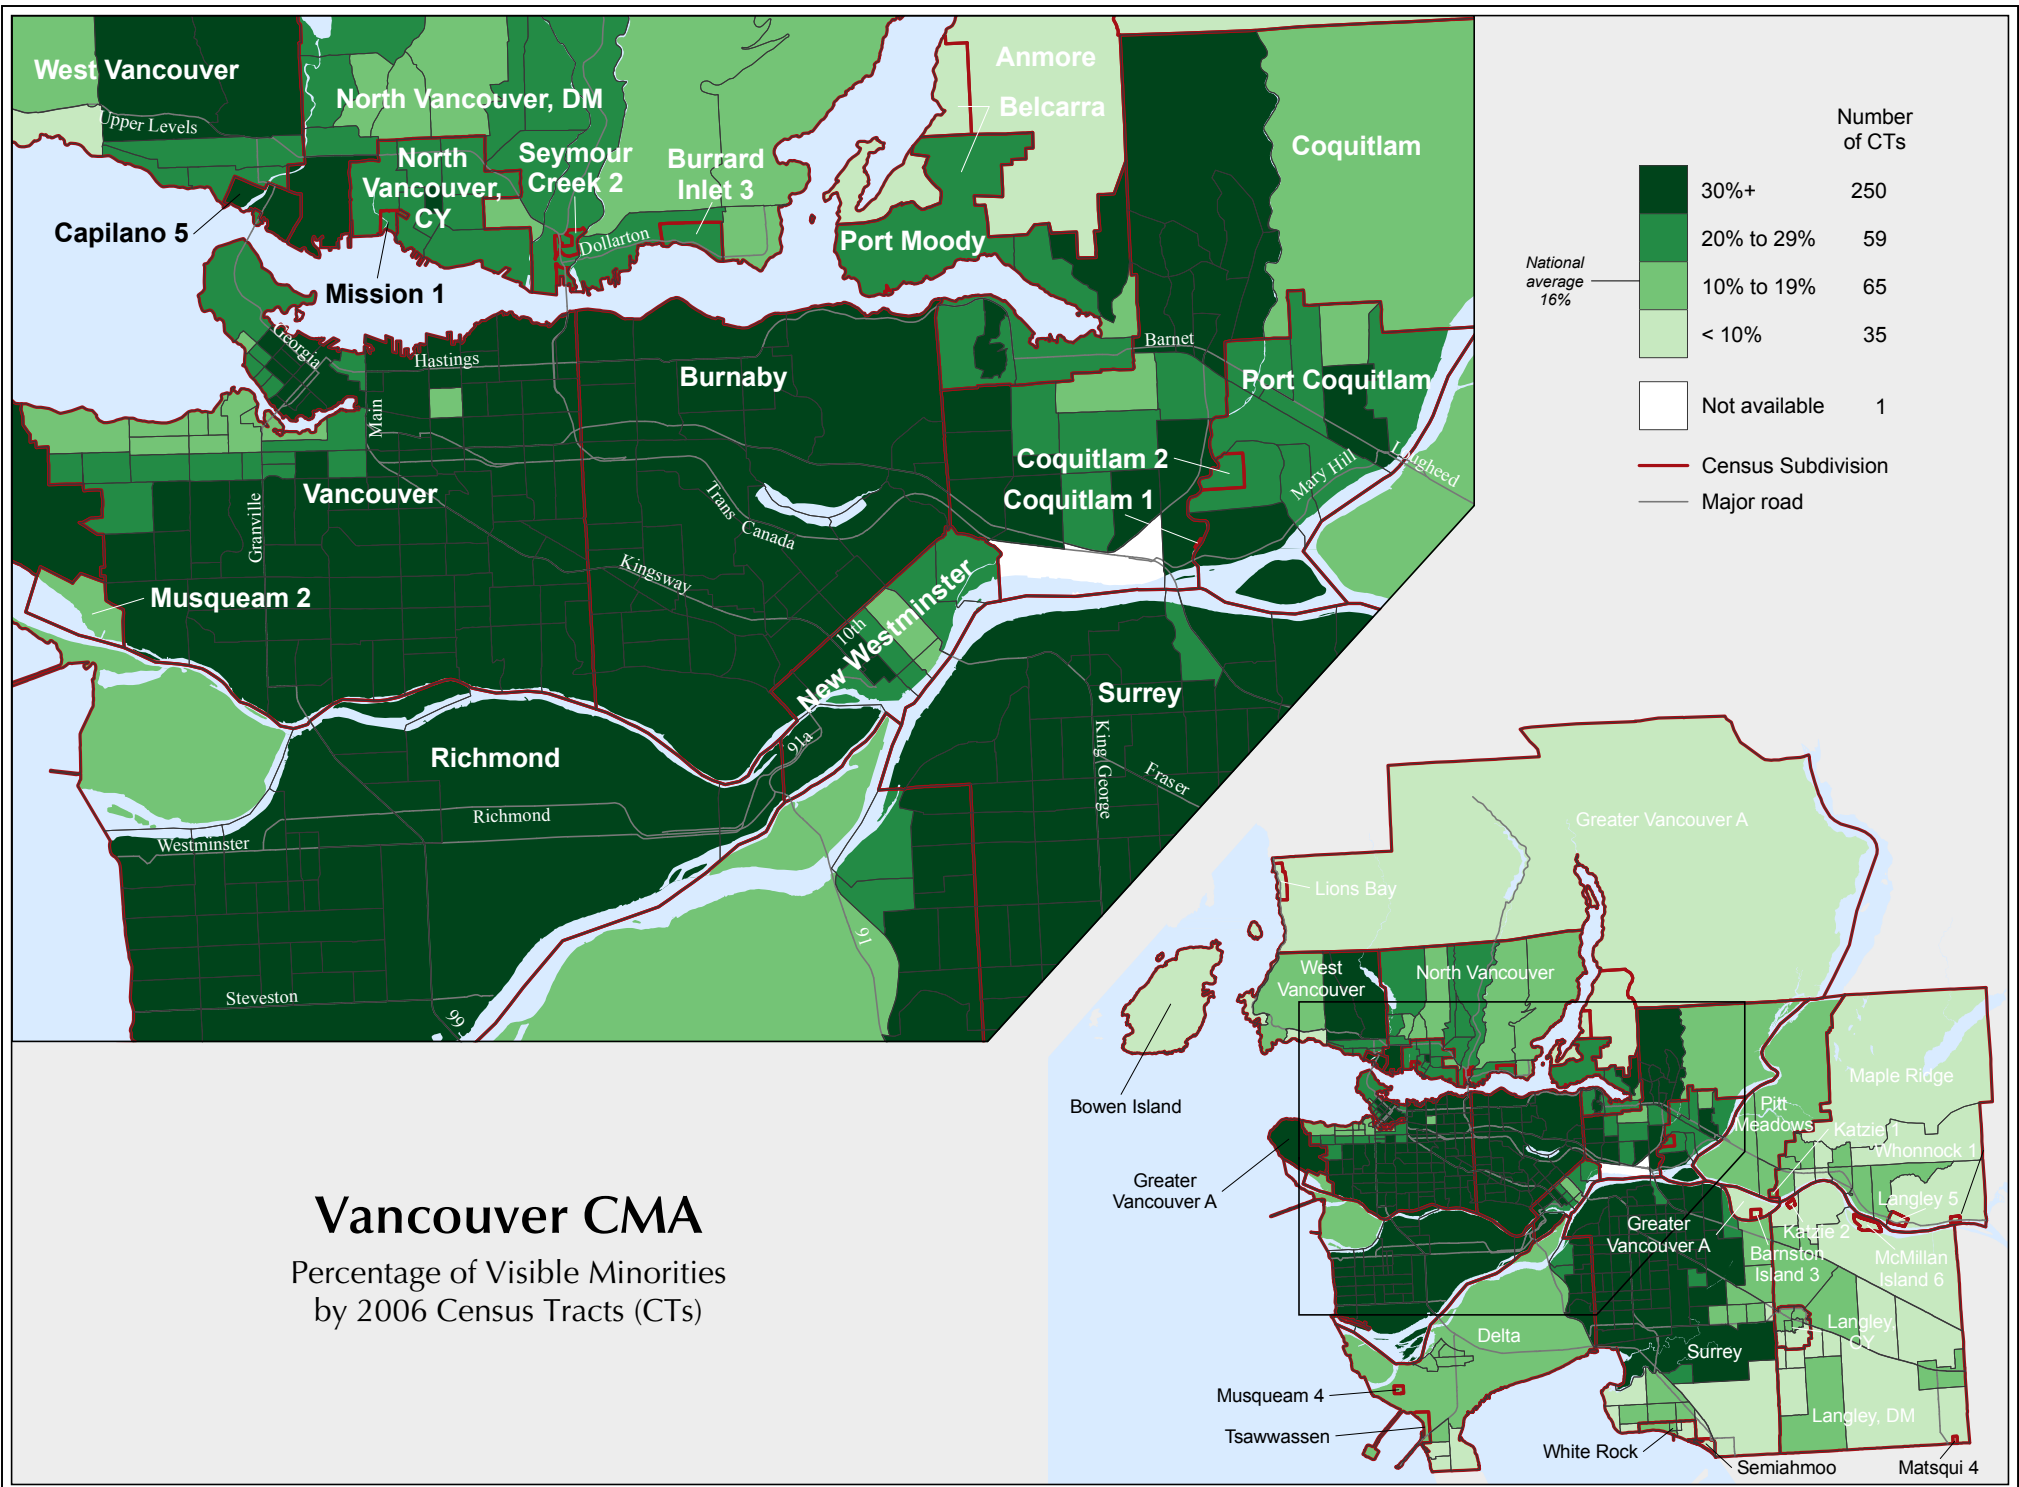 West Vancouver
Upper Levels
North Vancouver, DM
Anmore
Belcarra
Coquitlam
North
Vancouver,
CY
Seymour
Creek 2
Burrard
Inlet 3
Capilano 5
Dollarton
Port Moody
Mission 1
Georgia
Hastings
Barnet
Burnaby
Port Coquitlam
Main
Coquitlam 2
Coquitlam 1
Mary Hill
Lougheed
Vancouver
Granville
Trans Canada
Kingsway
Musqueam 2
10th
New Westminster
Surrey
King George
Fraser
Richmond
91a
Richmond
Westminster
91
Steveston
99
Number
of CTs
30%+ 250
20% to 29% 59
10% to 19% 65
< 10% 35
National
average
16%
Not available 1
Census Subdivision
Major road
Greater Vancouver A
Lions Bay
West
Vancouver
North Vancouver
Bowen Island
Maple Ridge
Pitt
Meadows
Katzie 1
Whonnock 1
Greater
Vancouver A
Langley 5
Greater
Vancouver A
Katzie 2
Barnston
Island 3
McMillan
Island 6
Delta
Langley,
CY
Surrey
Musqueam 4
Tsawwassen
Langley, DM
White Rock
Semiahmoo
Matsqui 4
Vancouver CMA
Percentage of Visible Minorities
by 2006 Census Tracts (CTs)